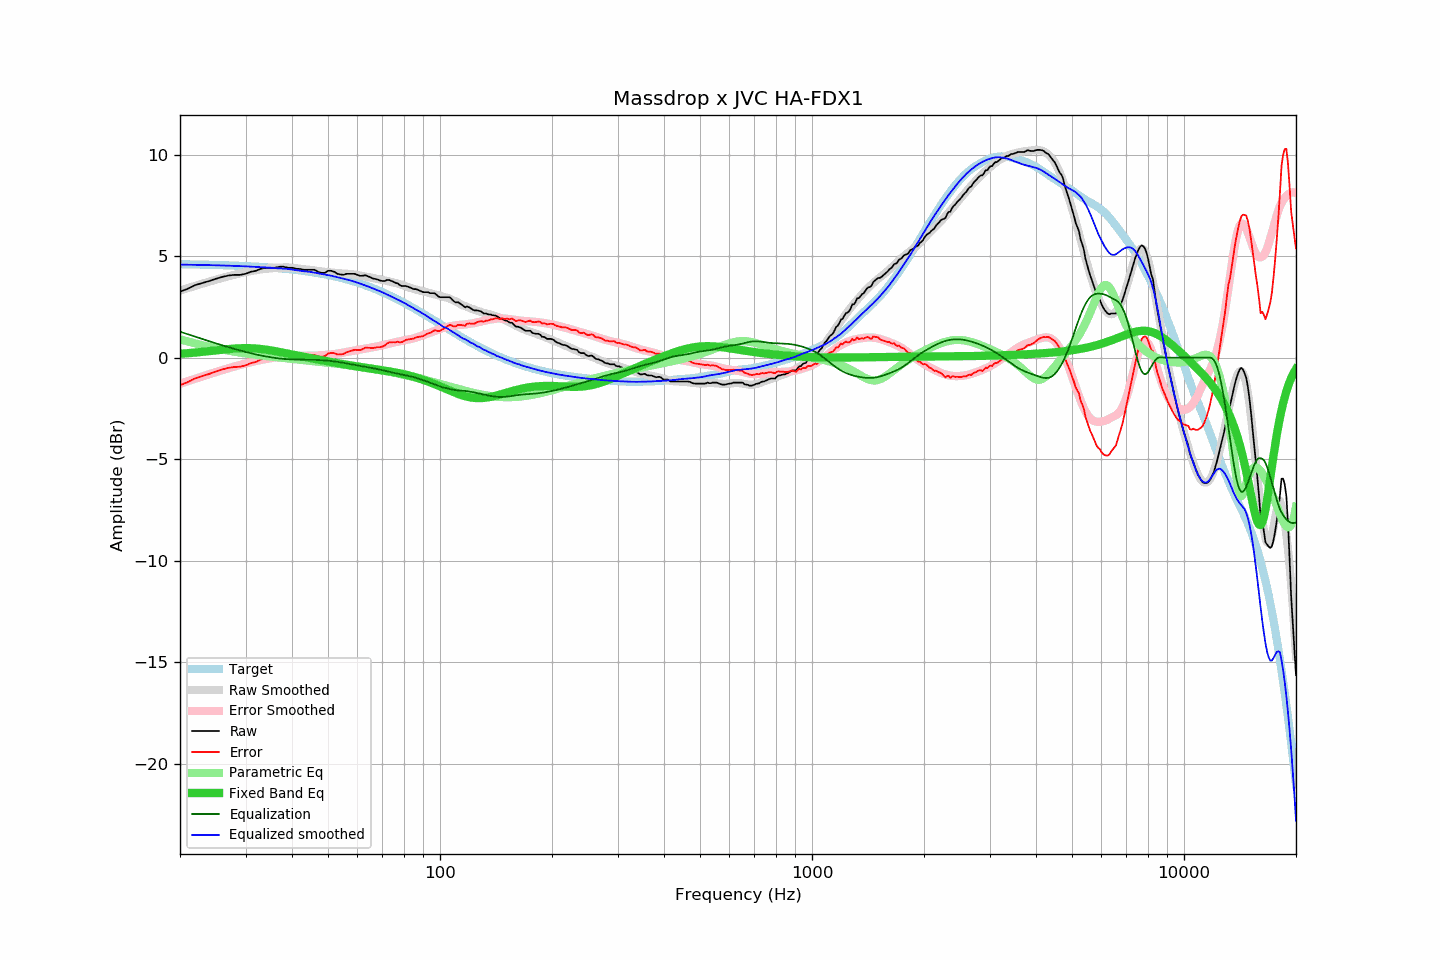 Massdrop x JVC HA-FDX1
10
5
0
−5
−10
−15
−20
Amplitude (dBr)
Target
Raw Smoothed
Error Smoothed
Raw
Error
Parametric Eq
Fixed Band Eq
Equalization
Equalized smoothed
100
1000
10000
Frequency (Hz)